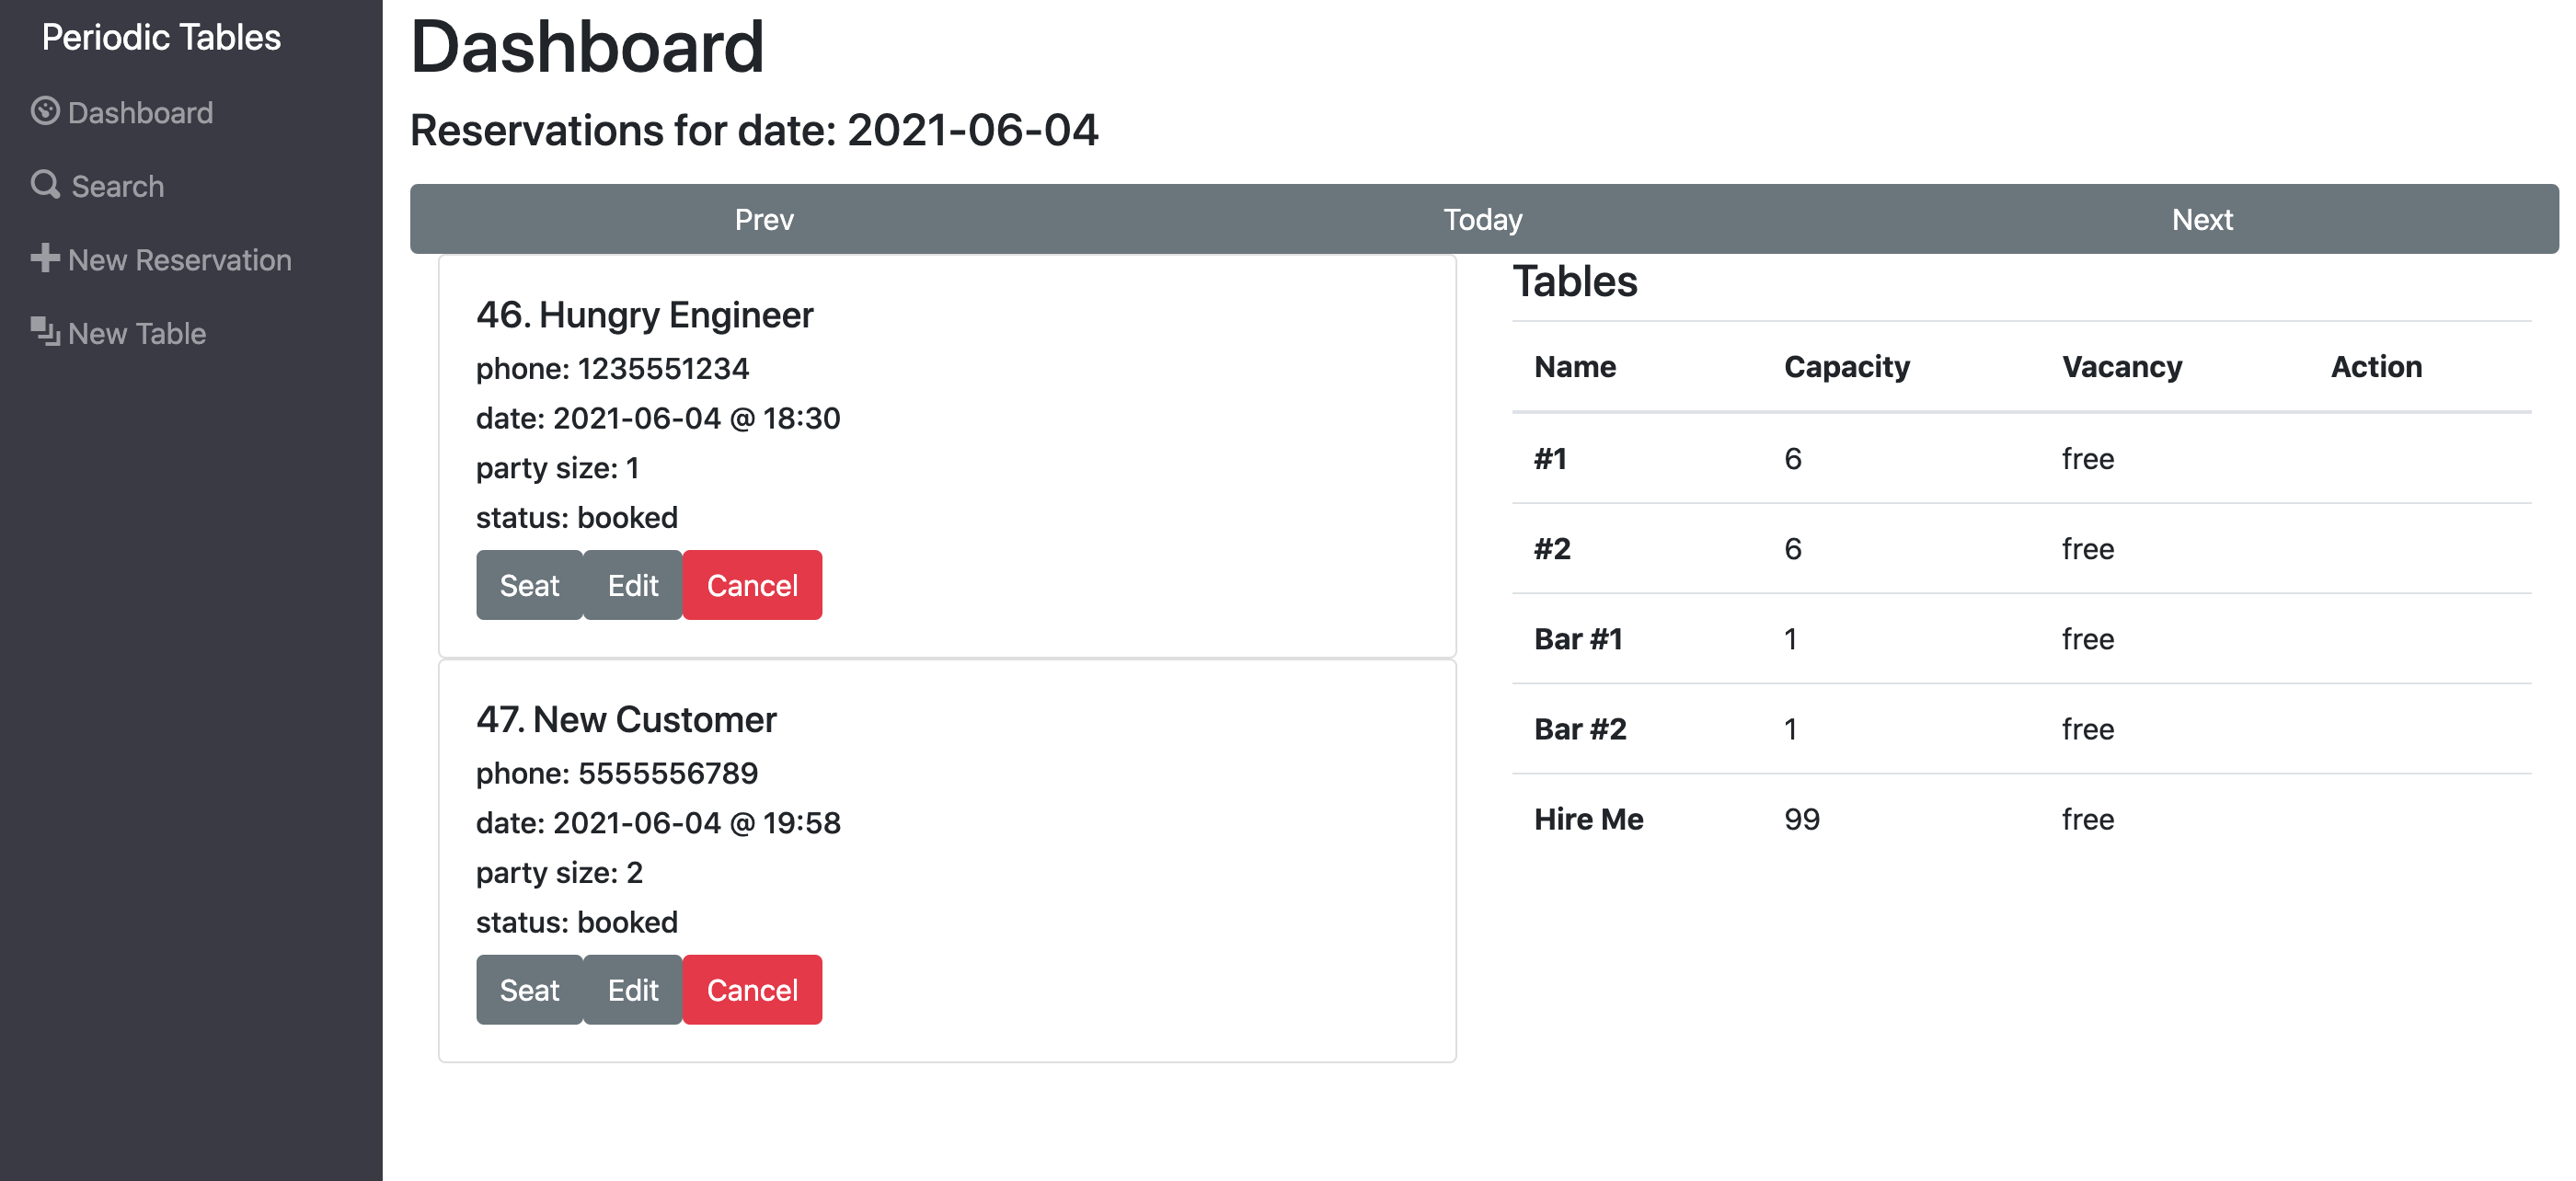 Periodic Tables
Dashboard
Search
New Reservation
New Table
Dashboard
Reservations for date: 2021-06-04
Prev Today Next
46. Hungry Engineer
phone: 1235551234
date: 2021-06-04 @ 18:30
party size: 1
status: booked
Seat Edit Cancel
47. New Customer
phone: 5555556789
date: 2021-06-04 @ 19:58
party size: 2
status: booked
Seat Edit Cancel
Tables
Name Capacity Vacancy Action
#1 6 free
#2 6 free
Bar #1 1 free
Bar #2 1 free
Hire Me 99 free